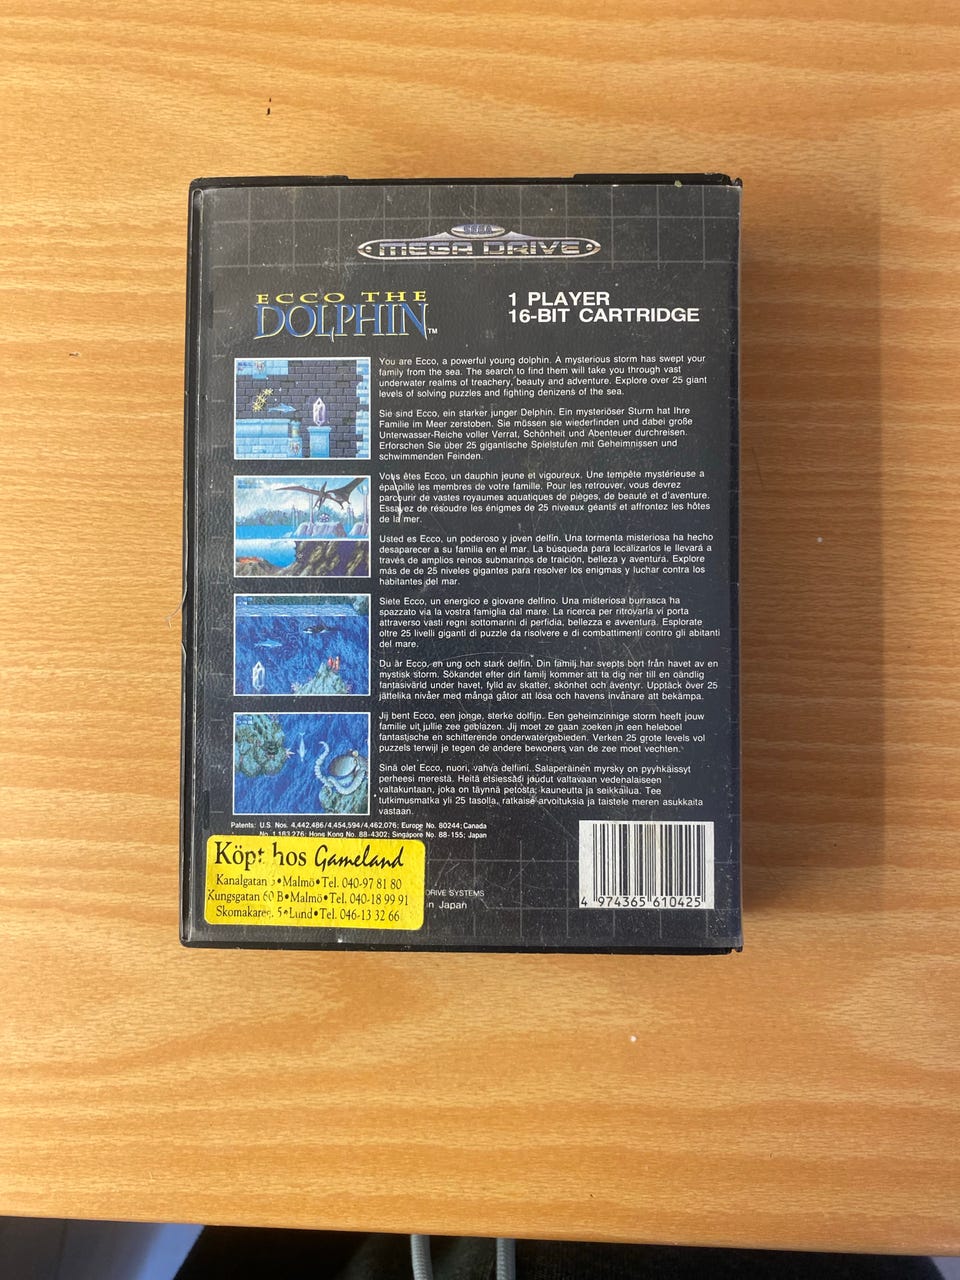 SEGA
MEGA DRIVE
ECCO THE
DOLPHIN™
1 PLAYER
16-BIT CARTRIDGE
You are Ecco, a powerful young dolphin. A mysterious storm has swept your
family from the sea. The search to find them will take you through vast
underwater realms of treachery, beauty and adventure. Explore over 25 giant
levels of solving puzzles and fighting denizens of the sea.
Sie sind Ecco, ein starker junger Delphin. Ein mysteriöser Sturm hat Ihre
Familie im Meer zerstoben. Sie müssen sie wiederfinden und dabei große
Unterwasser-Reiche voller Verrat, Schönheit und Abenteuer durchreisen.
Erforschen Sie über 25 gigantische Spielstufen mit Geheimnissen und
schwimmenden Feinden.
Vous êtes Ecco, un dauphin jeune et vigoureux. Une tempête mystérieuse a
éparpillé les membres de votre famille. Pour les retrouver, vous devrez
parcourir de vastes royaumes aquatiques de pièges, de beauté et d'aventure.
Essayez de résoudre les énigmes de 25 niveaux géants et affrontez les hôtes
de la mer.
Usted es Ecco, un poderoso y joven delfín. Una tormenta misteriosa ha hecho
desaparecer a su familia en el mar. La búsqueda para localizarlos le llevará a
través de amplios reinos submarinos de traición, belleza y aventura. Explore
más de de 25 niveles gigantes para resolver los enigmas y luchar contra los
habitantes del mar.
Siete Ecco, un energico e giovane delfino. Una misteriosa burrasca ha
spazzato via la vostra famiglia dal mare. La ricerca per ritrovarla vi porta
attraverso vasti regni sottomarini di perfidia, bellezza e avventura. Esplorate
oltre 25 livelli giganti di puzzle da risolvere e di combattimenti contro gli abitanti
del mare.
Du är Ecco, en ung och stark delfin. Din familj har svepts bort från havet av en
mystisk storm. Sökandet efter din familj kommer att ta dig ner till en oändlig
fantasivärld under havet, fylld av skatter, skönhet och äventyr. Upptäck över 25
jättelika nivåer med många gåtor att lösa och havens invånare att bekämpa.
Jij bent Ecco, een jonge, sterke dolfijn. Een geheimzinnige storm heeft jouw
familie uit jullie zee geblazen. Jij moet ze gaan zoeken in een heleboel
fantastische en schitterende onderwatergebieden. Verken 25 grote levels vol
puzzels terwijl je tegen de andere bewoners van de zee moet vechten.
Sinä olet Ecco, nuori, vahva delfiini. Salaperäinen myrsky on pyyhkäissyt
perheesi merestä. Heitä etsiessäsi joudut valtavaan vedenalaiseen
valtakuntaan, joka on täynnä petosta, kauneutta ja seikkailua. Tee
tutkimusmatka yli 25 tasolla, ratkaise arvoituksia ja taistele meren asukkaita
vastaan.
Patents: U.S. Nos. 4,442,486/4,454,594/4,462,076; Europe No. 80244; Canada
No. 1,183,276; Hong Kong No. 88-4302; Singapore No. 88-155; Japan
Köpt hos Gameland
Kanalgatan •Malmö•Tel. 040-97 81 80
Kungsgatan 60 B•Malmö•Tel. 040-18 99 91
5•Lund•Tel. 046-13 32 66
DRIVE SYSTEMS
in Japan
4 974365 610425